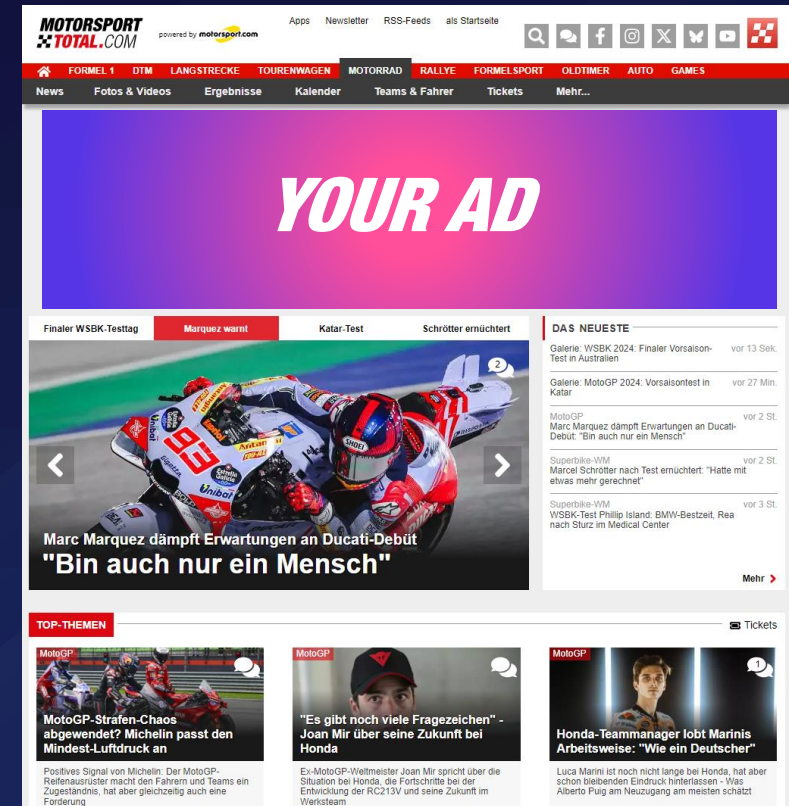 MOTORSPORT
TOTAL.COM
powered by motorsport.com
Apps Newsletter RSS-Feeds als Startseite
FORMEL 1 DTM LANGSTRECKE TOURENWAGEN MOTORRAD RALLYE FORMELSPORT OLDTIMER AUTO GAMES
News Fotos & Videos Ergebnisse Kalender Teams & Fahrer Tickets Mehr...
YOUR AD
Finaler WSBK-Testtag Marquez warnt Katar-Test Schrötter ernüchtert
2
93
Unibat
SHOEI
Estrella
Galicia
Unibat
Marc Marquez dämpft Erwartungen an Ducati-Debüt
"Bin auch nur ein Mensch"
DAS NEUESTE
Galerie: WSBK 2024: Finaler Vorsaison- vor 13 Sek.
Test in Australien
Galerie: MotoGP 2024: Vorsaisontest in vor 27 Min.
Katar
MotoGP vor 2 St.
Marc Marquez dämpft Erwartungen an Ducati-
Debüt: "Bin auch nur ein Mensch"
Superbike-WM vor 2 St.
Marcel Schrötter nach Test ernüchtert: "Hatte mit
etwas mehr gerechnet"
Superbike-WM vor 3 St.
WSBK-Test Phillip Island: BMW-Bestzeit, Rea
nach Sturz im Medical Center
Mehr
TOP-THEMEN
Tickets
MotoGP
MotoGP-Strafen-Chaos
abgewendet? Michelin passt den
Mindest-Luftdruck an
Positives Signal von Michelin: Der MotoGP-
Reifenausrüster macht den Fahrern und Teams ein
Zugeständnis, hat aber gleichzeitig auch eine
Forderung
MotoGP
"Es gibt noch viele Fragezeichen" -
Joan Mir über seine Zukunft bei
Honda
Ex-MotoGP-Weltmeister Joan Mir spricht über die
Situation bei Honda, die Fortschritte bei der
Entwicklung der RC213V und seine Zukunft im
Werksteam
MotoGP
1
Honda-Teammanager lobt Marinis
Arbeitsweise: "Wie ein Deutscher"
Luca Marini ist noch nicht lange bei Honda, hat aber
schon bleibenden Eindruck hinterlassen - Was
Alberto Puig am Neuzugang am meisten schätzt